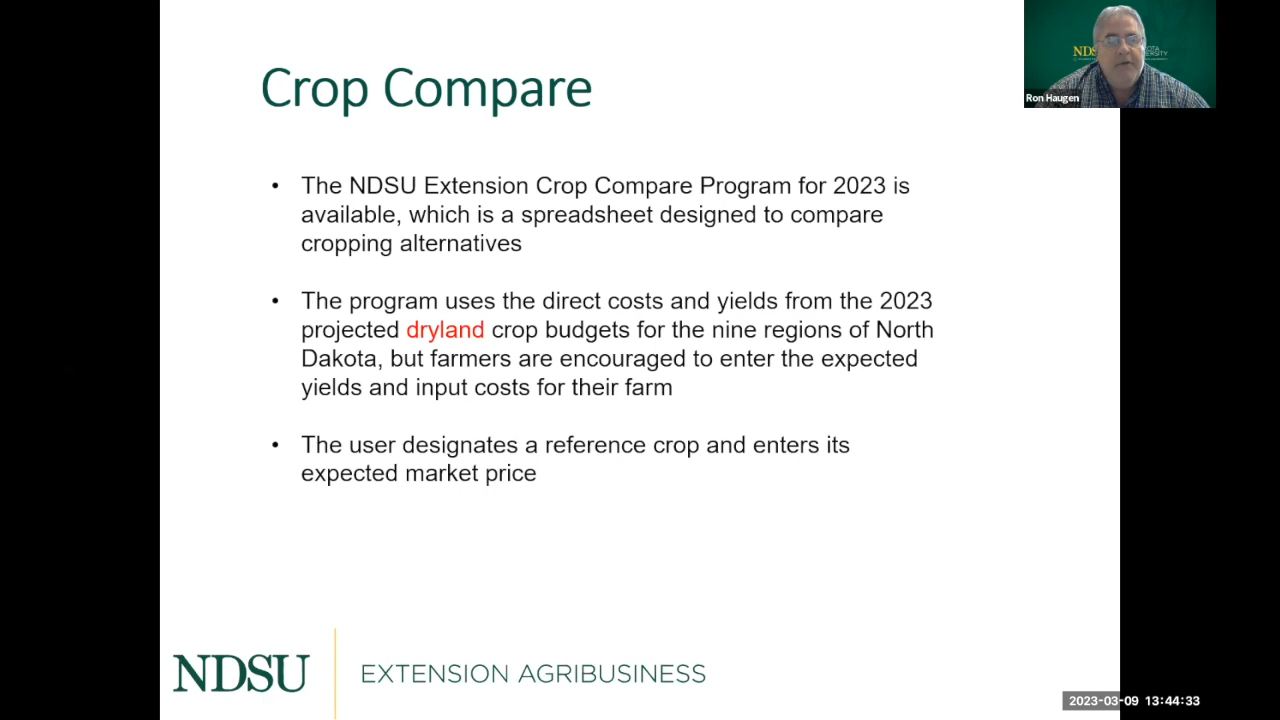 Crop Compare
• The NDSU Extension Crop Compare Program for 2023 is
available, which is a spreadsheet designed to compare
cropping alternatives
• The program uses the direct costs and yields from the 2023
projected dryland crop budgets for the nine regions of North
Dakota, but farmers are encouraged to enter the expected
yields and input costs for their farm
• The user designates a reference crop and enters its
expected market price
NDSU
EXTENSION AGRIBUSINESS
Ron Haugen
2023-03-09 13:44:33